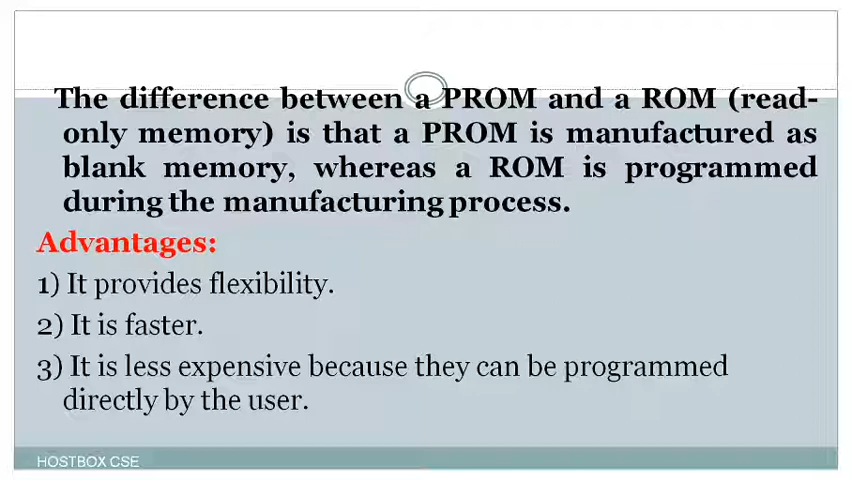 The difference between a PROM and a ROM (read-
only memory) is that a PROM is manufactured as
blank memory, whereas a ROM is programmed
during the manufacturing process.
Advantages:
1) It provides flexibility.
2) It is faster.
3) It is less expensive because they can be programmed
directly by the user.
HOSTBOX CSE